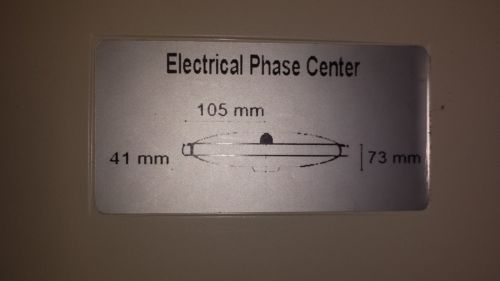 Electrical Phase Center
105 mm
41 mm
73 mm